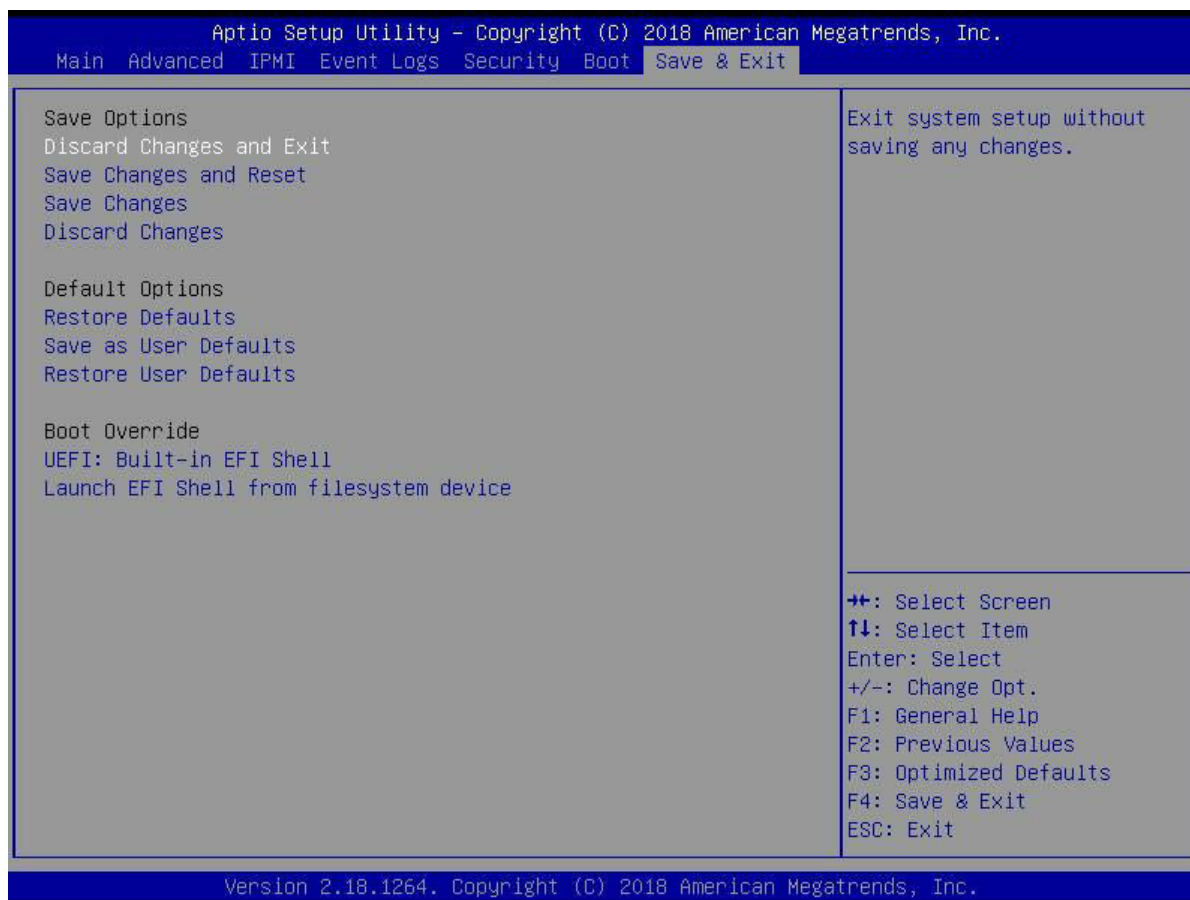 Aptio Setup Utility – Copyright (C) 2018 American Megatrends, Inc.
Main Advanced IPMI Event Logs Security Boot Save & Exit
Save Options
Discard Changes and Exit
Save Changes and Reset
Save Changes
Discard Changes
Default Options
Restore Defaults
Save as User Defaults
Restore User Defaults
Boot Override
UEFI: Built-in EFI Shell
Launch EFI Shell from filesystem device
Exit system setup without
saving any changes.
→←: Select Screen
↑↓: Select Item
Enter: Select
+/-: Change Opt.
F1: General Help
F2: Previous Values
F3: Optimized Defaults
F4: Save & Exit
ESC: Exit
Version 2.18.1264. Copyright (C) 2018 American Megatrends, Inc.